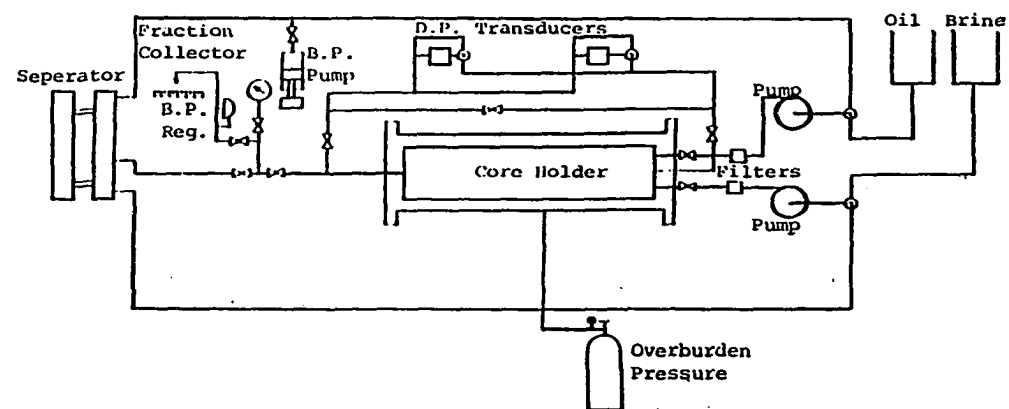 Oil Brine
Fraction
Collector
D.P. Transducers
B.P.
Pump
Seperator
B.P.
Reg.
Pump
Core Holder
Filters
Pump
Overburden
Pressure